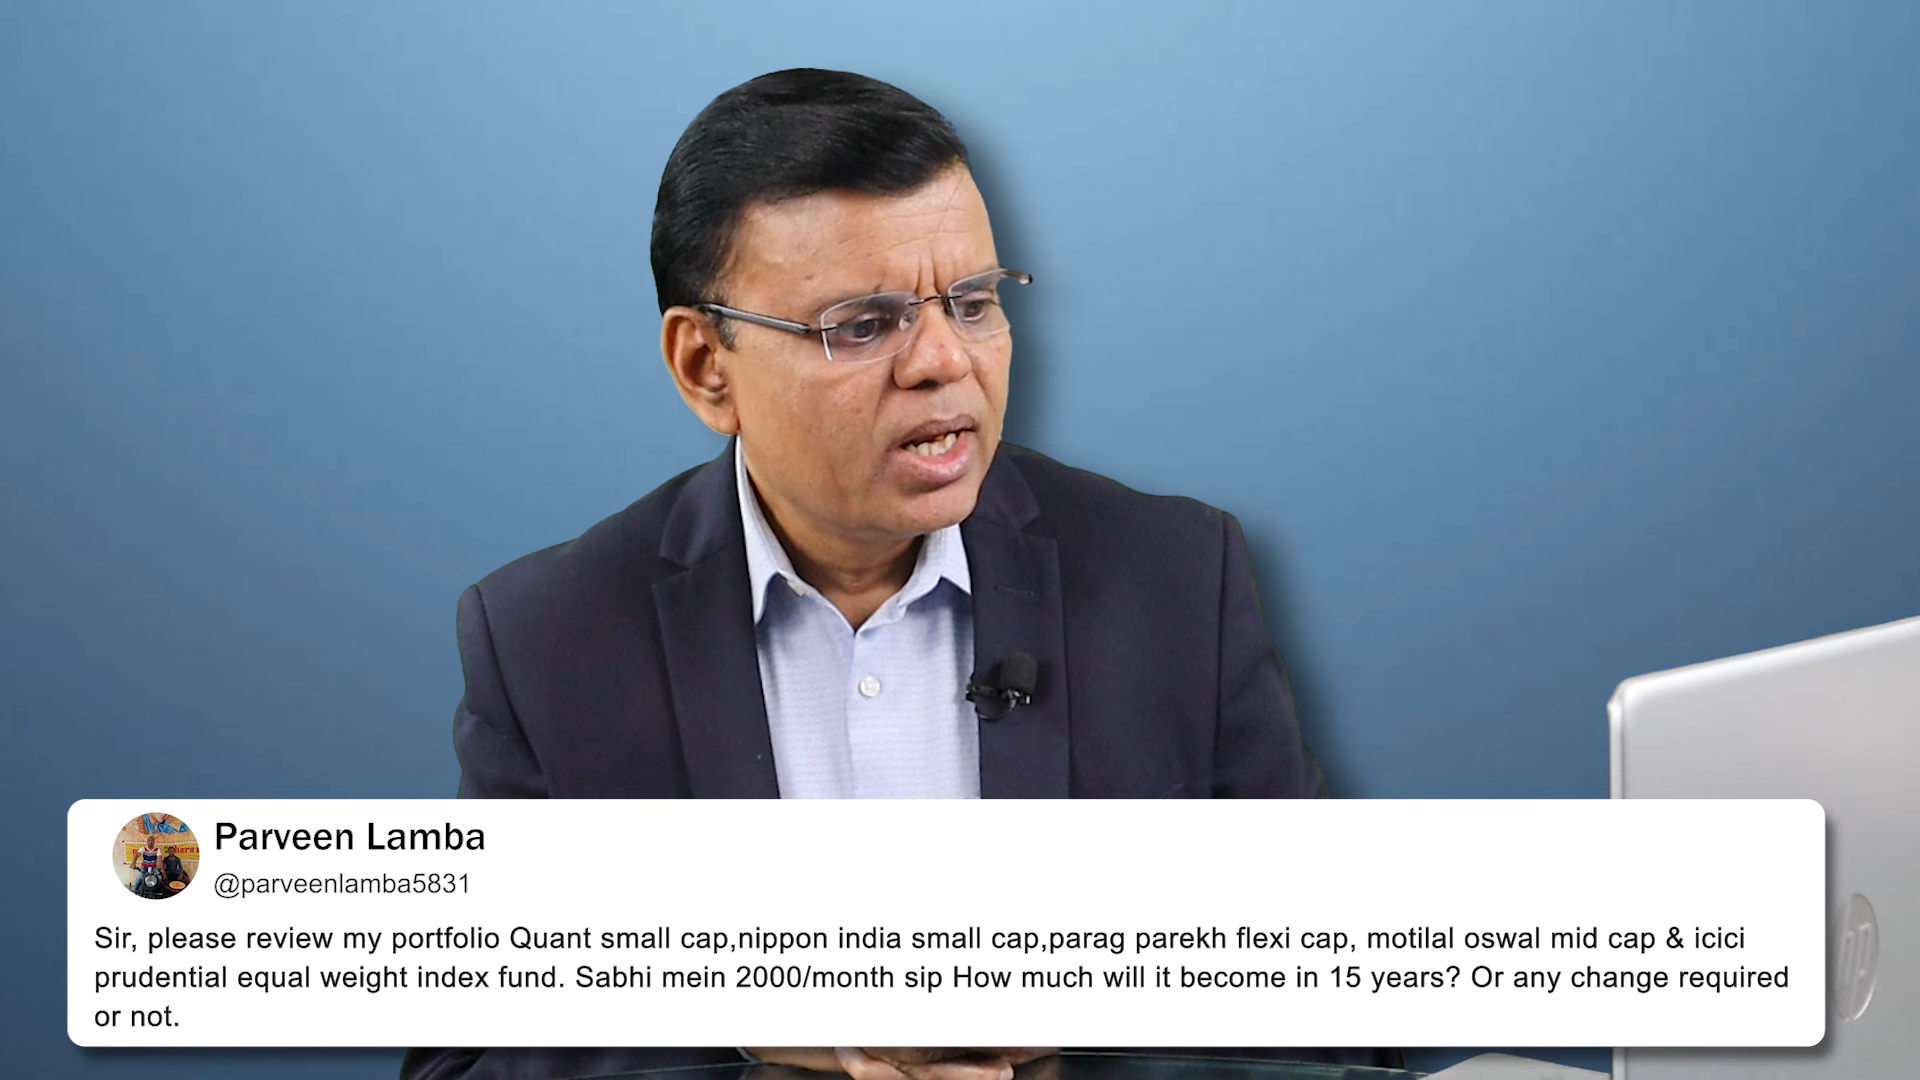 Parveen Lamba
@parveenlamba5831
Sir, please review my portfolio Quant small cap,nippon india small cap,parag parekh flexi cap, motilal oswal mid cap & icici
prudential equal weight index fund. Sabhi mein 2000/month sip How much will it become in 15 years? Or any change required
or not.
hp